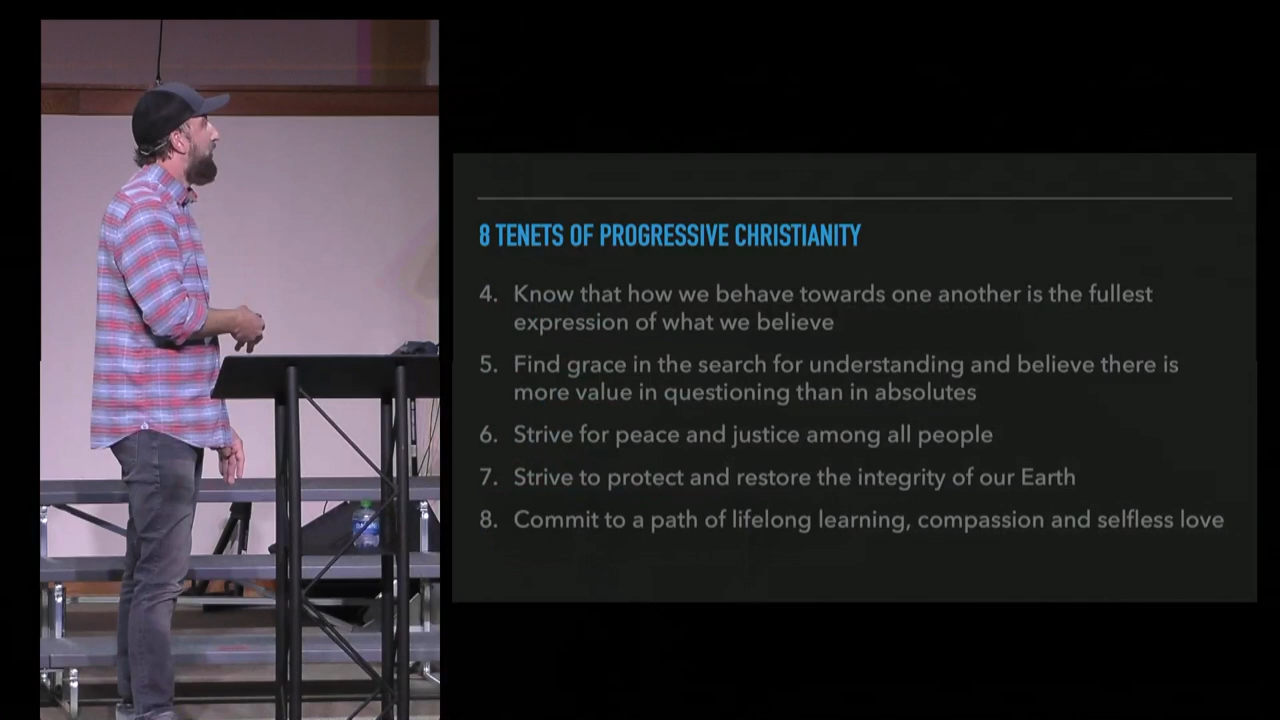 8 TENETS OF PROGRESSIVE CHRISTIANITY
4. Know that how we behave towards one another is the fullest
expression of what we believe
5. Find grace in the search for understanding and believe there is
more value in questioning than in absolutes
6. Strive for peace and justice among all people
7. Strive to protect and restore the integrity of our Earth
8. Commit to a path of lifelong learning, compassion and selfless love